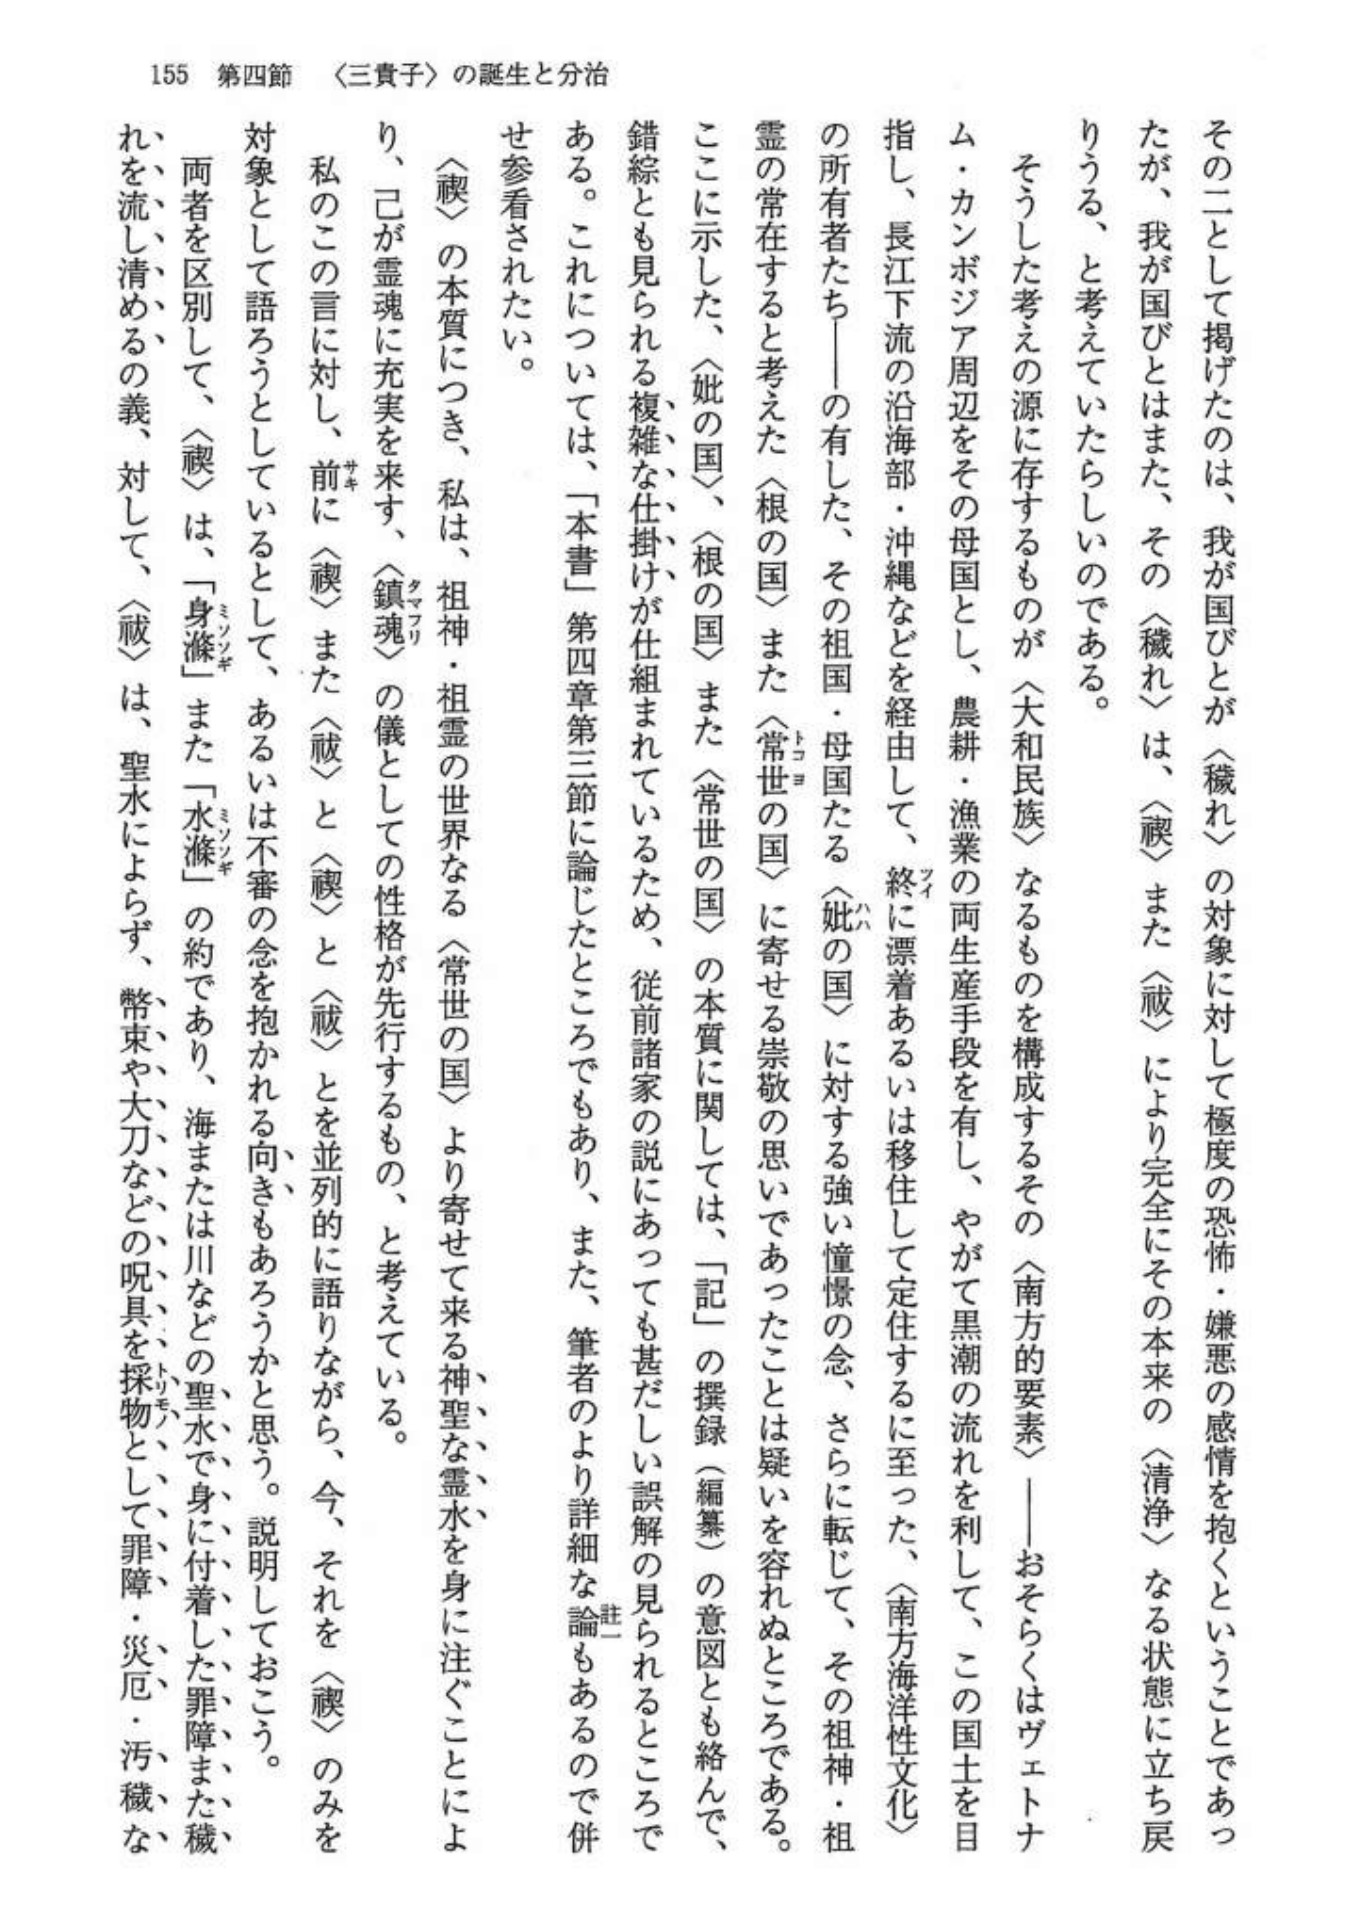 155　第四節　〈三貴子〉の誕生と分治
その二として掲げたのは、我が国びとが〈穢れ〉の対象に対して極度の恐怖・嫌悪の感情を抱くということであっ
たが、我が国びとはまた、その〈穢れ〉は、〈禊〉また〈祓〉により完全にその本来の〈清浄〉なる状態に立ち戻
りうる、と考えていたらしいのである。
そうした考えの源に存するものが〈大和民族〉なるものを構成するその〈南方的要素〉――おそらくはヴェトナ
ム・カンボジア周辺をその母国とし、農耕・漁業の両生産手段を有し、やがて黒潮の流れを利して、この国土を目
指し、長江下流の沿海部・沖縄などを経由して、終ツイに漂着あるいは移住して定住するに至った、〈南方海洋性文化〉
の所有者たち――の有した、その祖国・母国たる〈妣ハハの国〉に対する強い憧憬の念、さらに転じて、その祖神・祖
霊の常在すると考えた〈根の国〉また〈常世トコヨの国〉に寄せる崇敬の思いであったことは疑いを容れぬところである。
ここに示した、〈妣の国〉、〈根の国〉また〈常世の国〉の本質に関しては、「記」の撰録（編纂）の意図とも絡んで、
錯綜とも見られる複雑な仕掛けが仕組まれているため、従前諸家の説にあっても甚だしい誤解の見られるところで
ある。これについては、「本書」第四章第三節に論じたところでもあり、また、筆者のより詳細な論註一もあるので併
せ参看されたい。
〈禊〉の本質につき、私は、祖神・祖霊の世界なる〈常世の国〉より寄せて来る神聖な霊水を身に注ぐことによ
り、己が霊魂に充実を来す、〈鎮魂タマフリ〉の儀としての性格が先行するもの、と考えている。
私のこの言に対し、前サキに〈禊〉また〈祓〉と〈禊〉と〈祓〉とを並列的に語りながら、今、それを〈禊〉のみを
対象として語ろうとしているとして、あるいは不審の念を抱かれる向きもあろうかと思う。説明しておこう。
両者を区別して、〈禊〉は、「身滌ミソソギ」また「水滌ミソソギ」の約であり、海または川などの聖水で身に付着した罪障また穢
れを流し清めるの義、対して、〈祓〉は、聖水によらず、幣束や大刀などの呪具を採物トリモノとして罪障・災厄・汚穢な